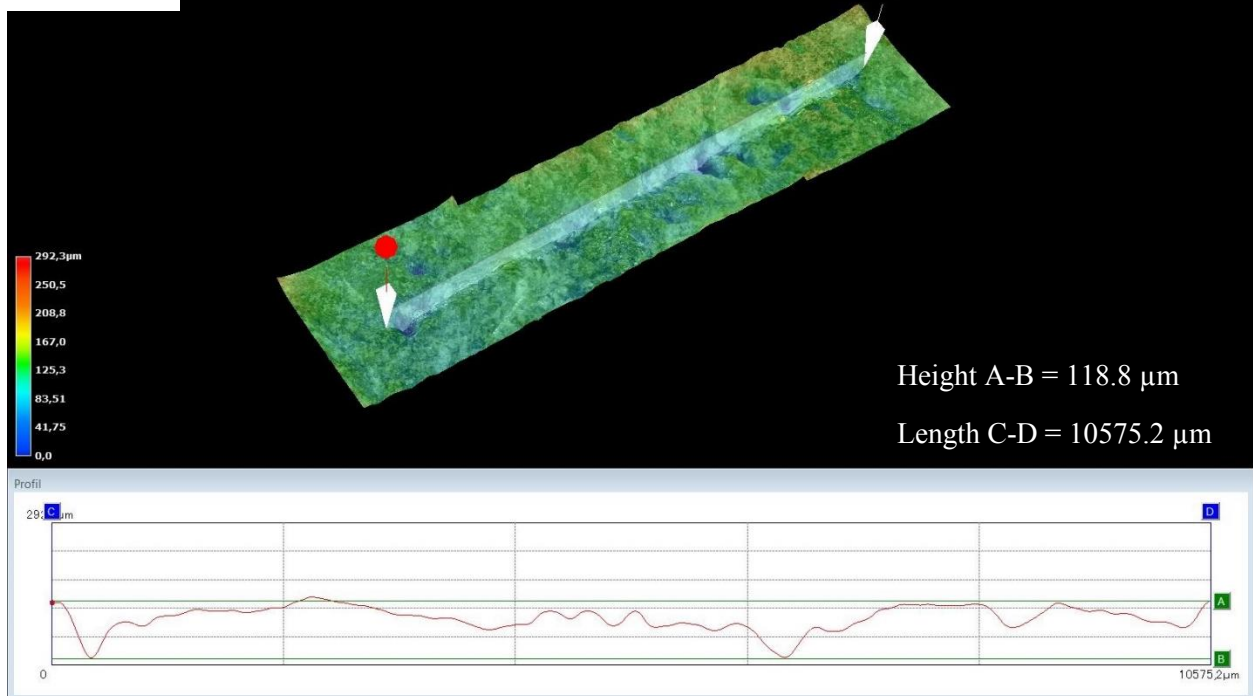 292,3µm
250,5
208,8
167,0
125,3
83,51
41,75
0,0
Height A-B = 118.8 µm
Length C-D = 10575.2 µm
Profil
C
D
A
B
0
10575,2µm